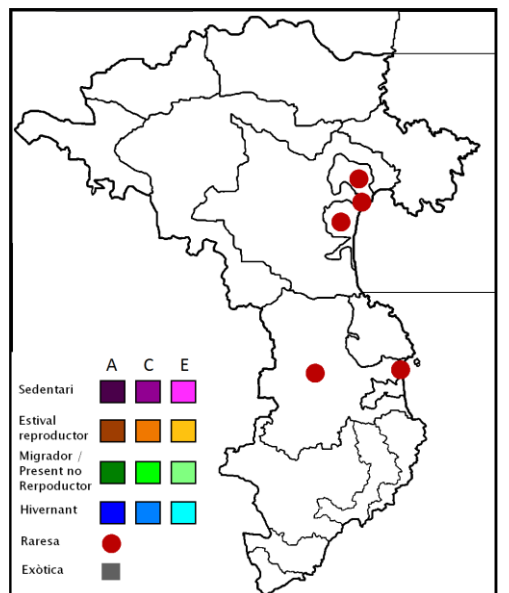 A C E
Sedentari
Estival
reproductor
Migrador /
Present no
Rerpoductor
Hivernant
Raresa
Exòtica